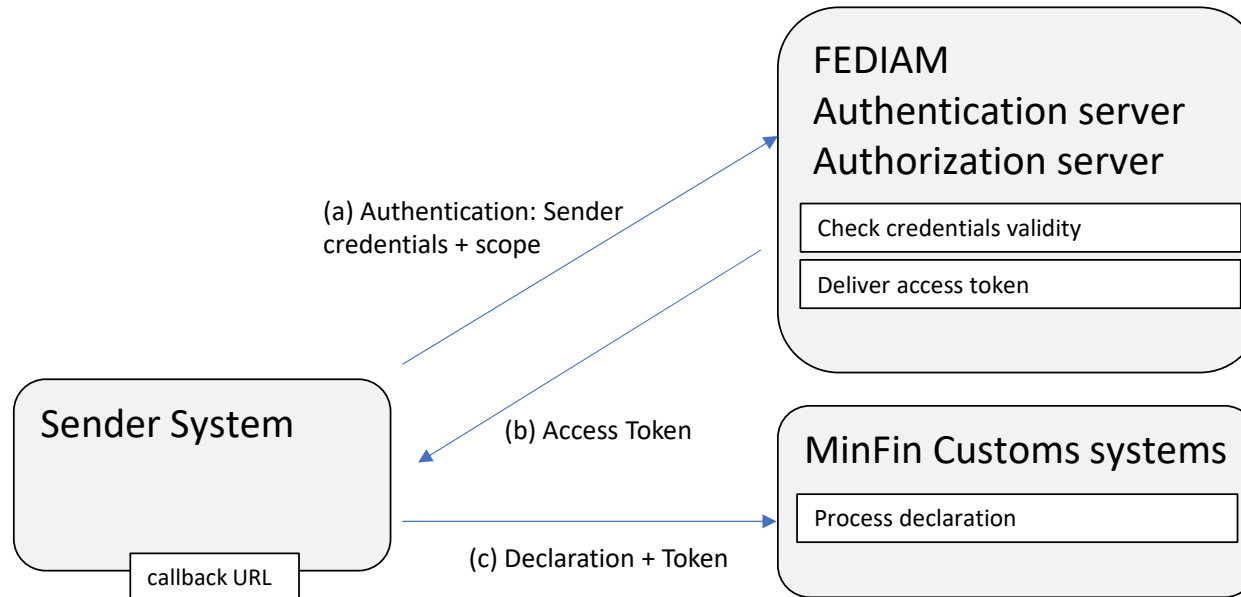 FEDIAM
Authentication server
Authorization server
Check credentials validity
Deliver access token
(a) Authentication: Sender
credentials + scope
(b) Access Token
Sender System
callback URL
(c) Declaration + Token
MinFin Customs systems
Process declaration